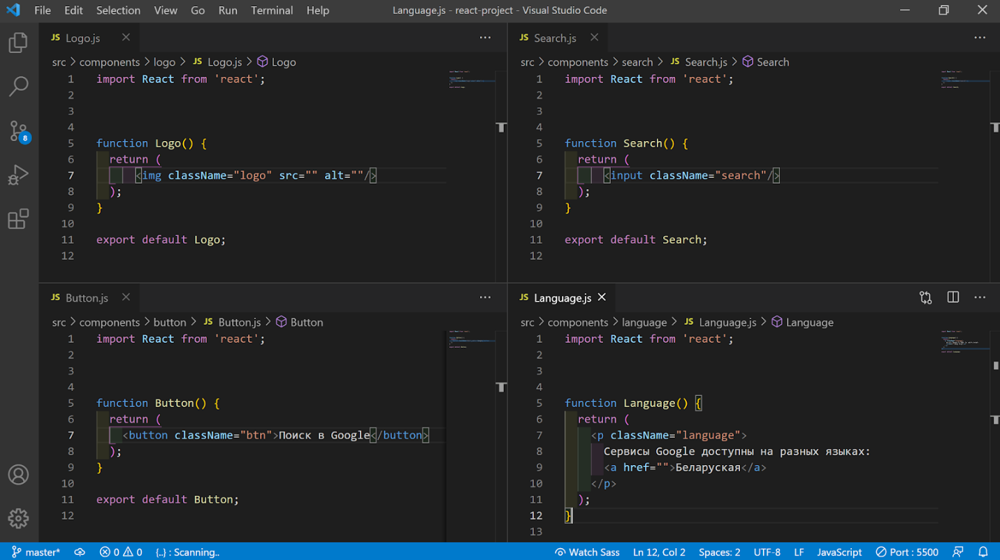 File Edit Selection View Go Run Terminal Help Language.js - react-project - Visual Studio Code
JS Logo.js
src > components > logo > JS Logo.js > Logo
1 import React from 'react';
2
3
4
5 function Logo() {
6 return (
7 <img className="logo" src="" alt=""/>
8 );
9 }
10
11 export default Logo;
12
JS Search.js
src > components > search > JS Search.js > Search
1 import React from 'react';
2
3
4
5 function Search() {
6 return (
7 <input className="search"/>
8 );
9 }
10
11 export default Search;
12
8
JS Button.js
src > components > button > JS Button.js > Button
1 import React from 'react';
2
3
4
5 function Button() {
6 return (
7 <button className="btn">Поиск в Google</button>
8 );
9 }
10
11 export default Button;
12
JS Language.js
src > components > language > JS Language.js > Language
1 import React from 'react';
2
3
4
5 function Language() {
6 return (
7 <p className="language">
8 Сервисы Google доступны на разных языках:
9 <a href="">Беларуская</a>
10 </p>
11 );
12 }
13
master* 0 0 {..} : Scanning.. Watch Sass Ln 12, Col 2 Spaces: 2 UTF-8 LF JavaScript Port : 5500